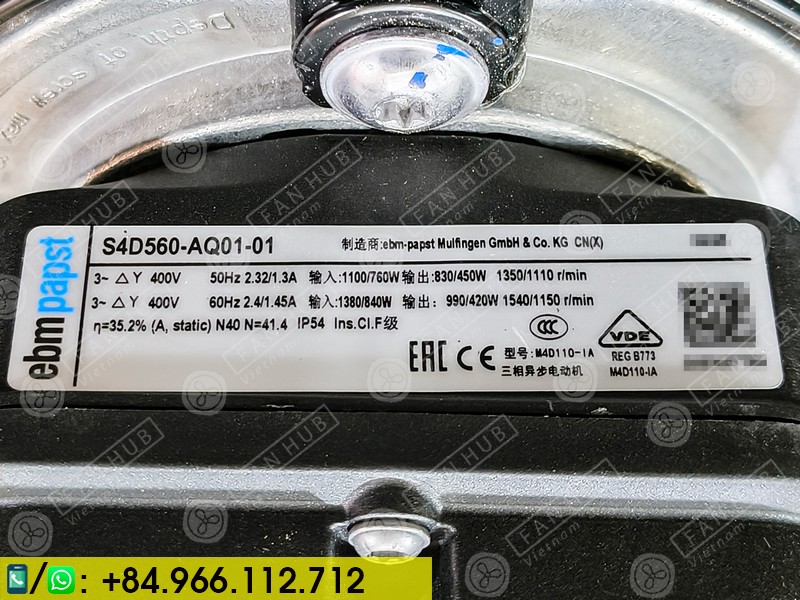 Depth of screw
ebmpapst
S4D560-AQ01-01
制造商:ebm-papst Mulfingen GmbH & Co. KG CN(X)
3~ △ Y 400V 50Hz 2.32/1.3A 输入:1100/760W 输出:830/450W 1350/1110 r/min
3~ △ Y 400V 60Hz 2.4/1.45A 输入:1380/840W 输出: 990/420W 1540/1150 r/min
η=35.2% (A, static) N40 N=41.4 IP54 Ins.Cl.F级
EAC CE
CCC
型号:M4D110-IA
三相异步电动机
VDE
REG B773
M4D110-IA
FAN HUB
Vietnam
/ : +84.966.112.712